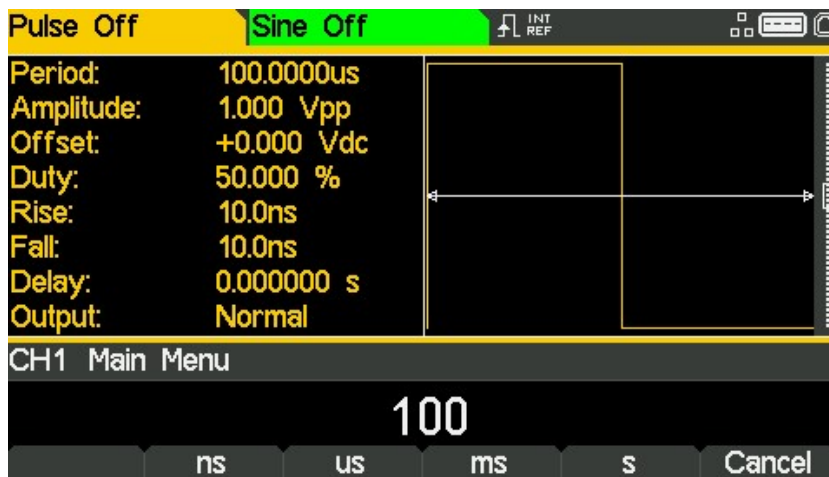 Pulse Off Sine Off INT REF
Period: 100.0000us
Amplitude: 1.000 Vpp
Offset: +0.000 Vdc
Duty: 50.000 %
Rise: 10.0ns
Fall: 10.0ns
Delay: 0.000000 s
Output: Normal
CH1 Main Menu
100
ns us ms s Cancel